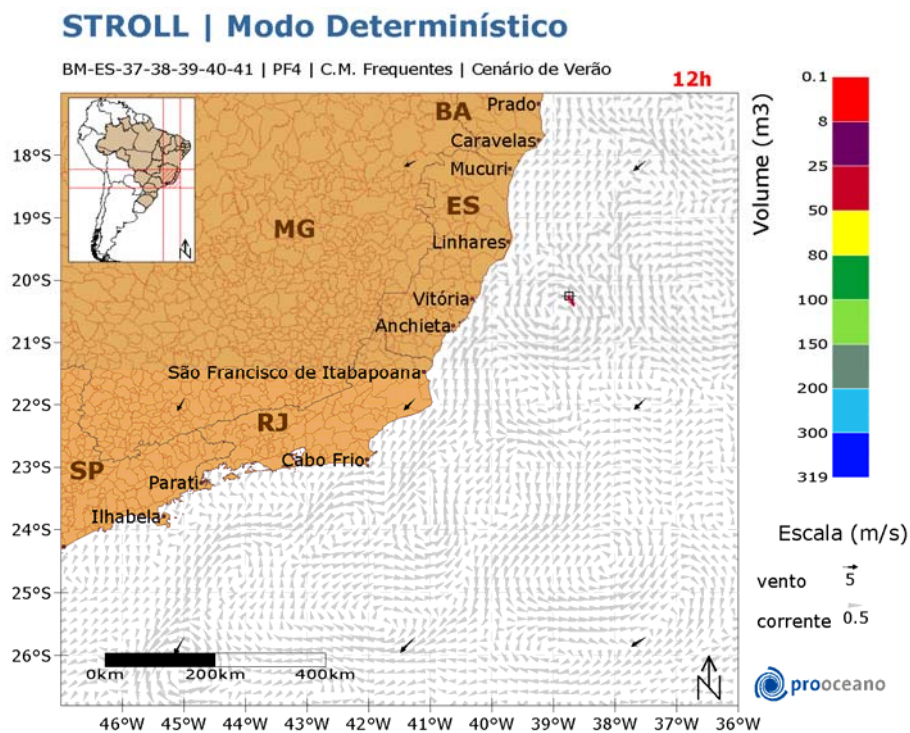 STROLL | Modo Determinístico
BM-ES-37-38-39-40-41 | PF4 | C.M. Frequentes | Cenário de Verão
12h
BA
Prado
Caravelas
Mucuri
ES
MG
Linhares
Vitória
Anchieta
São Francisco de Itabapoana
RJ
Cabo Frio
SP
Parati
Ilhabela
18°S
19°S
20°S
21°S
22°S
23°S
24°S
25°S
26°S
0km
200km
400km
N
N
46°W 45°W 44°W 43°W 42°W 41°W 40°W 39°W 38°W 37°W 36°W
Volume (m3)
0.1
8
25
50
80
100
150
200
300
319
Escala (m/s)
vento 5
corrente 0.5
prooceano